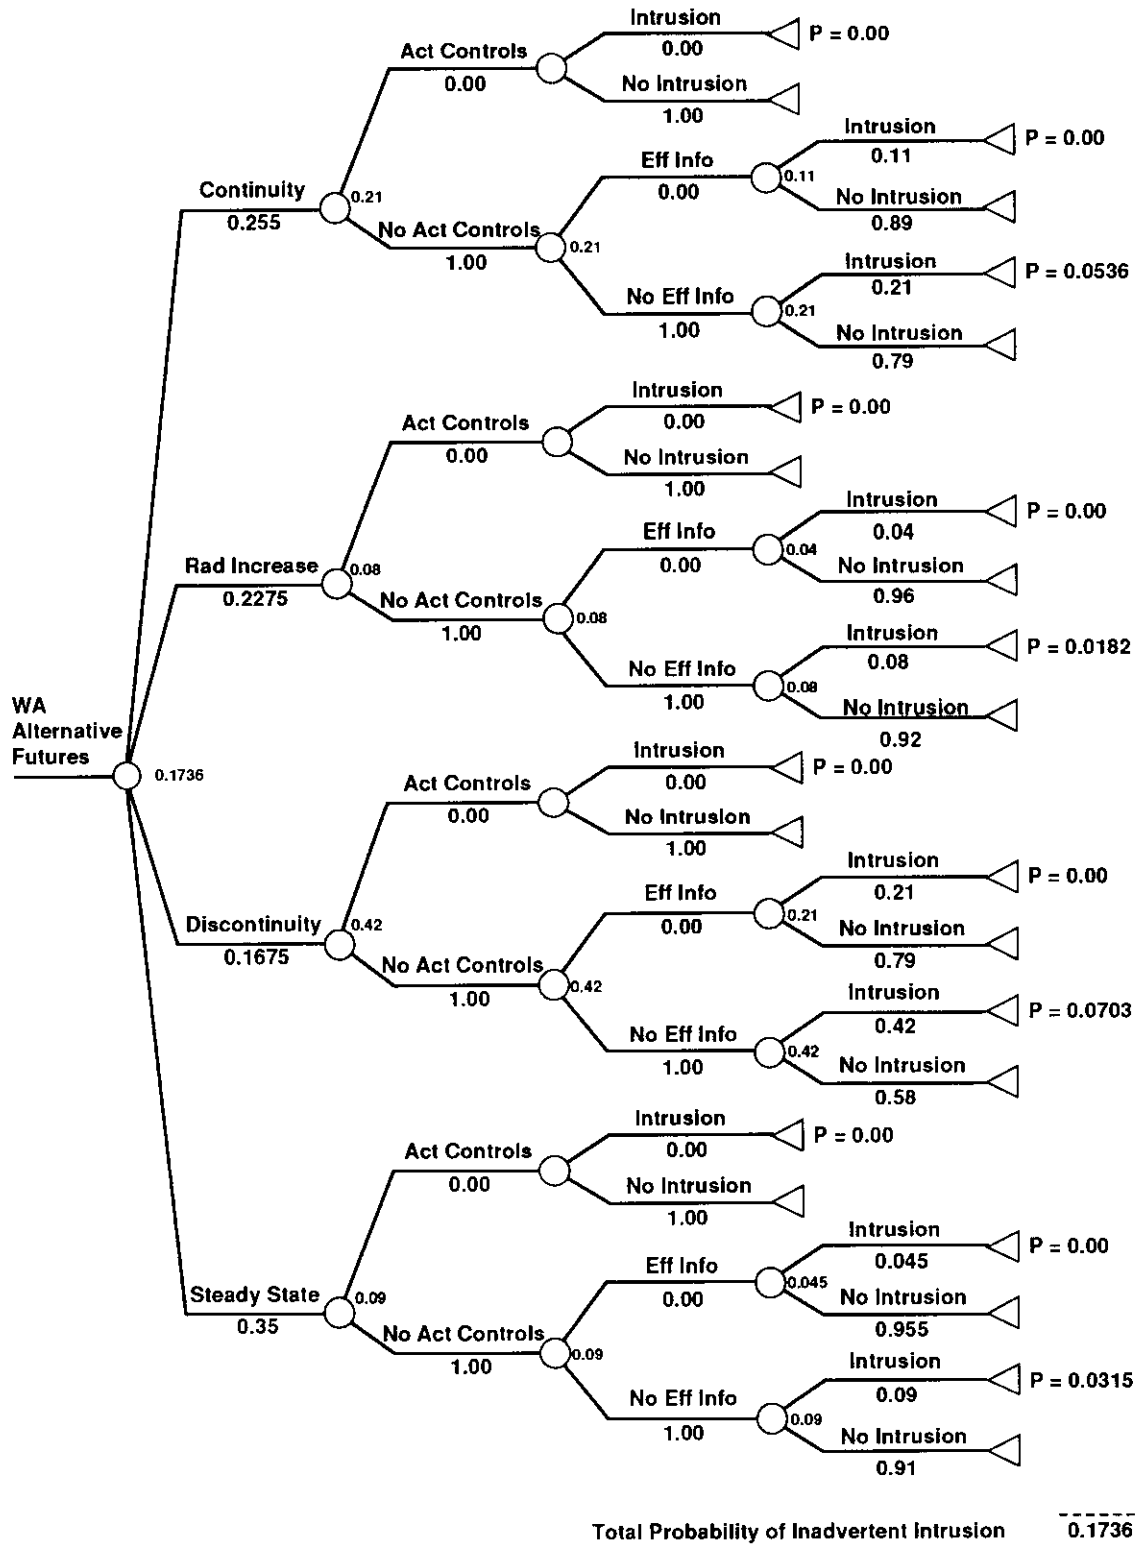 Intrusion
0.00
P = 0.00
Act Controls
0.00
No Intrusion
1.00
Intrusion
0.11
P = 0.00
Eff Info
0.00
0.11
No Intrusion
0.89
Continuity
0.255
0.21
No Act Controls
1.00
0.21
Intrusion
0.21
P = 0.0536
No Eff Info
1.00
0.21
No Intrusion
0.79
Intrusion
0.00
P = 0.00
Act Controls
0.00
No Intrusion
1.00
Intrusion
0.04
P = 0.00
Eff Info
0.00
0.04
No Intrusion
0.96
Rad Increase
0.2275
0.08
No Act Controls
1.00
0.08
Intrusion
0.08
P = 0.0182
No Eff Info
1.00
0.08
No Intrusion
0.92
WA
Alternative
Futures
0.1736
Intrusion
0.00
P = 0.00
Act Controls
0.00
No Intrusion
1.00
Intrusion
0.21
P = 0.00
Eff Info
0.00
0.21
No Intrusion
0.79
Discontinuity
0.1675
0.42
No Act Controls
1.00
0.42
Intrusion
0.42
P = 0.0703
No Eff Info
1.00
0.42
No Intrusion
0.58
Intrusion
0.00
P = 0.00
Act Controls
0.00
No Intrusion
1.00
Intrusion
0.045
P = 0.00
Eff Info
0.00
0.045
No Intrusion
0.955
Steady State
0.35
0.09
No Act Controls
1.00
0.09
Intrusion
0.09
P = 0.0315
No Eff Info
1.00
0.09
No Intrusion
0.91
Total Probability of Inadvertent Intrusion 0.1736